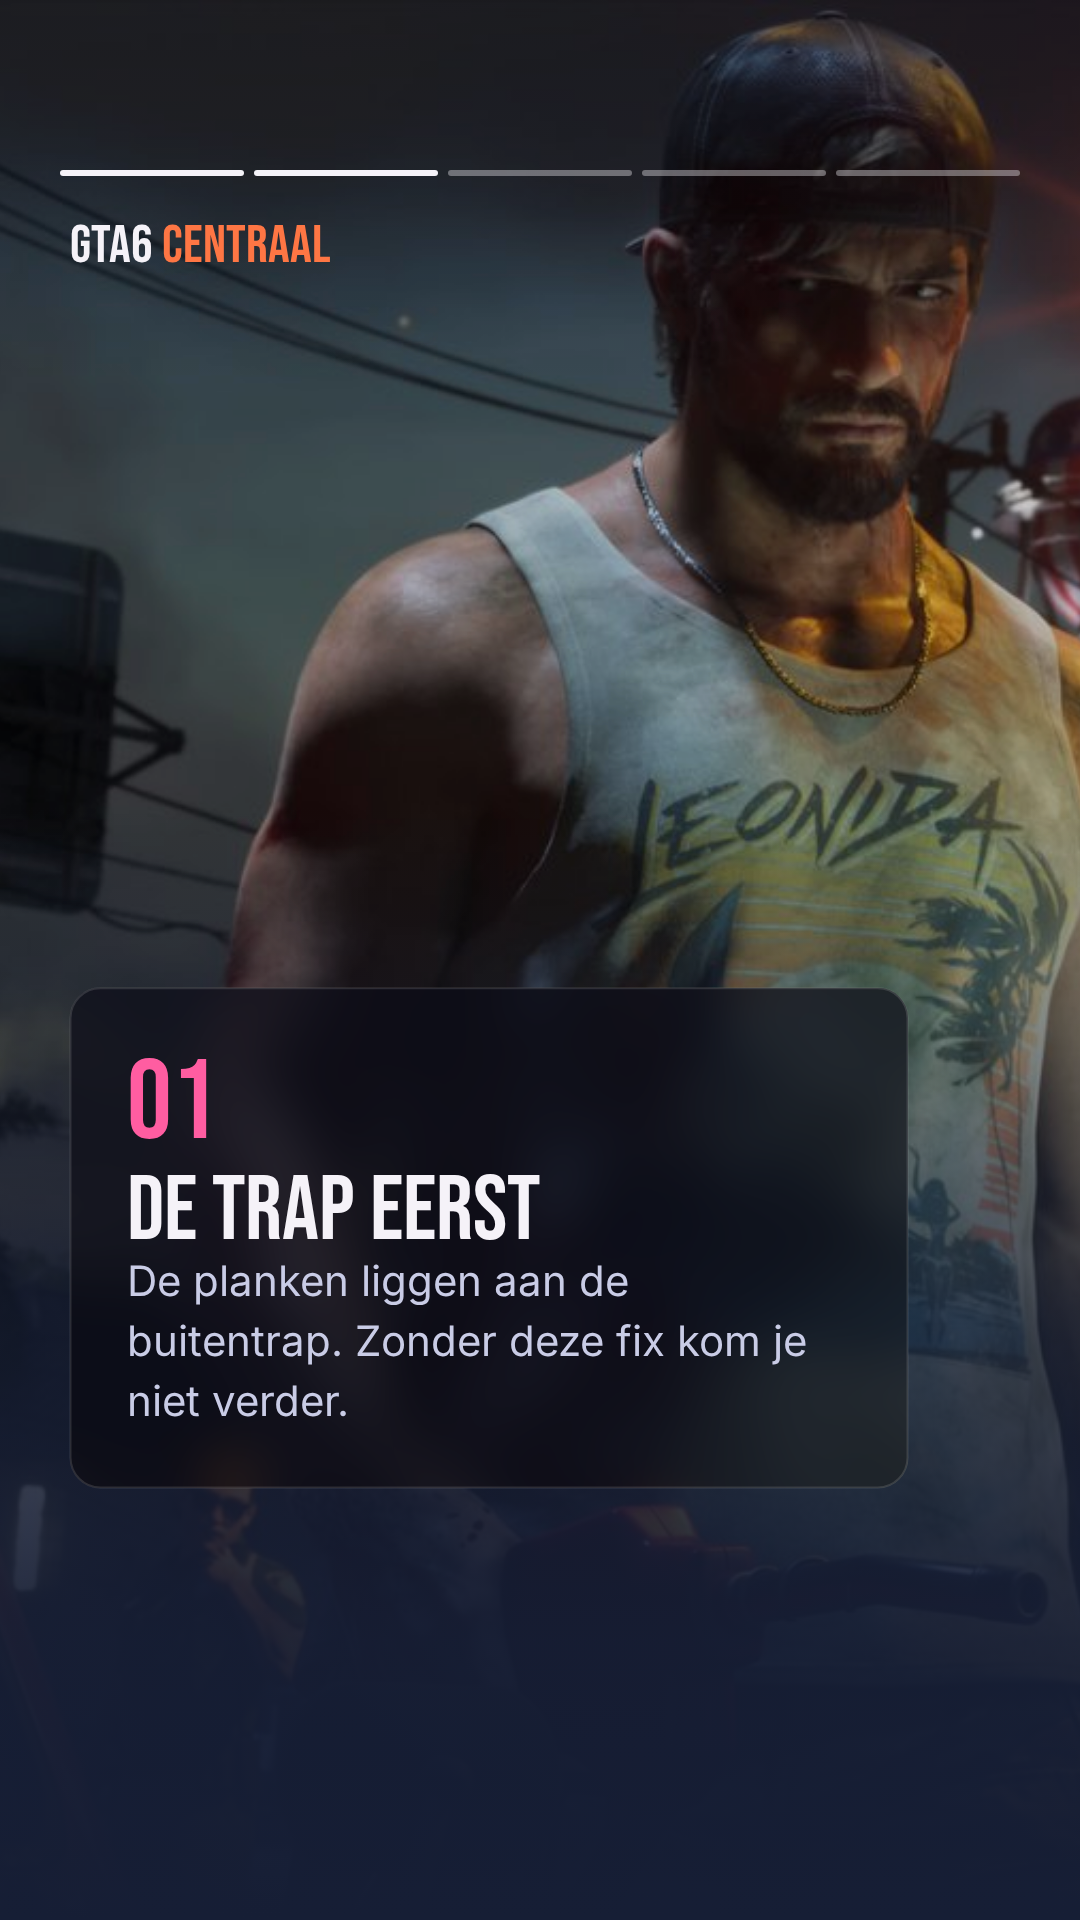 GTA6 CENTRAAL
LEONIDA
01
DE TRAP EERST
De planken liggen aan de
buitentrap. Zonder deze fix kom je
niet verder.